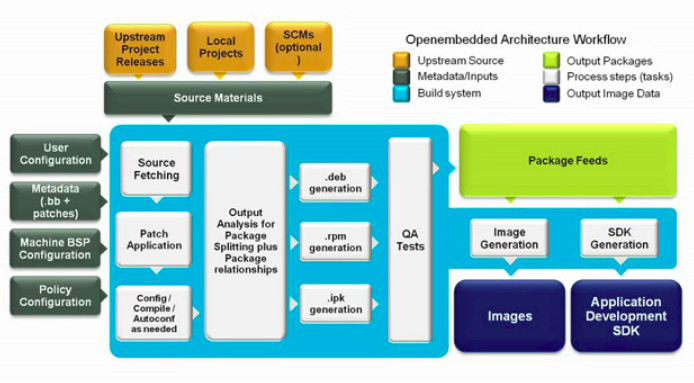 Upstream
Project
Releases
Local
Projects
SCMs
(optional
)
Openembedded Architecture Workflow
Upstream Source
Metadata/Inputs
Build system
Output Packages
Process steps (tasks)
Output Image Data
Source Materials
User
Configuration
Metadata
(.bb +
patches)
Machine BSP
Configuration
Policy
Configuration
Source
Fetching
Patch
Application
Config /
Compile /
Autoconf
as needed
Output
Analysis for
Package
Splitting plus
Package
relationships
.deb
generation
.rpm
generation
.ipk
generation
QA
Tests
Package Feeds
Image
Generation
SDK
Generation
Images
Application
Development
SDK